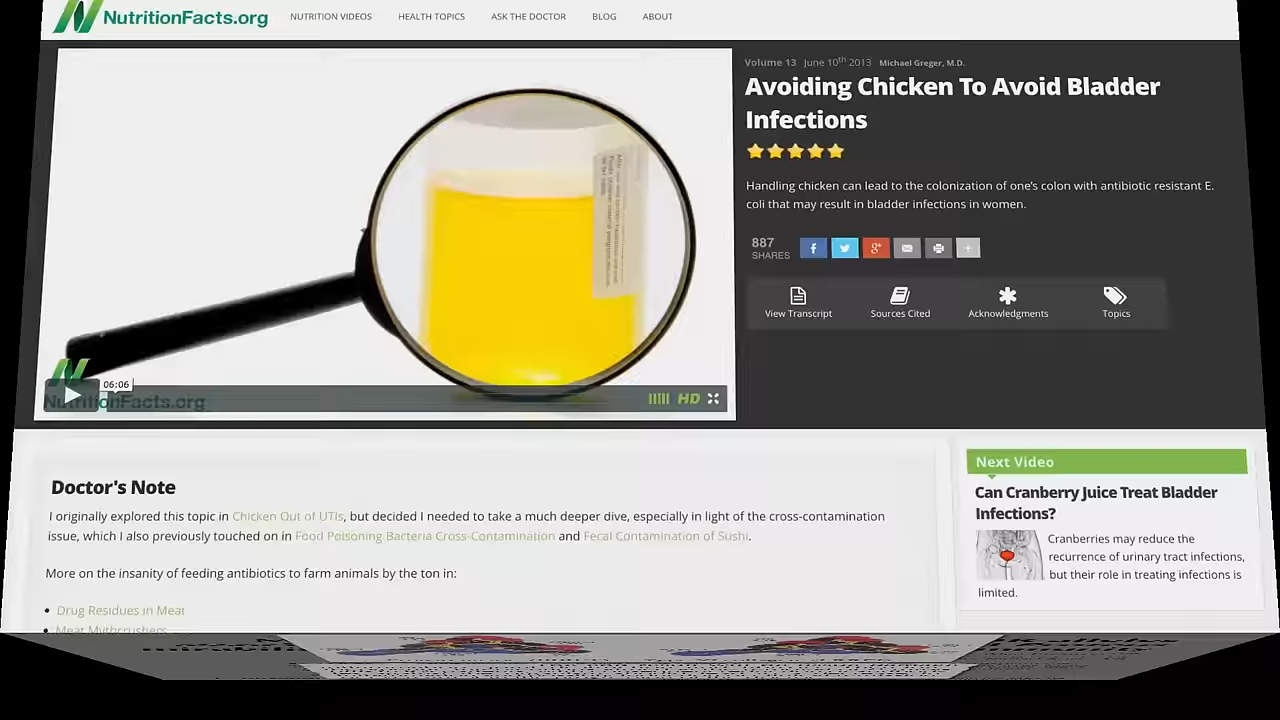 NutritionFacts.org
NUTRITION VIDEOS
HEALTH TOPICS
ASK THE DOCTOR
BLOG
ABOUT
Volume 13 June 10th 2013 Michael Greger, M.D.
Avoiding Chicken To Avoid Bladder
Infections
Handling chicken can lead to the colonization of one's colon with antibiotic resistant E.
coli that may result in bladder infections in women.
887
SHARES
View Transcript
Sources Cited
Acknowledgments
Topics
06:06
NutritionFacts.org
HD
Doctor's Note
I originally explored this topic in Chicken Out of UTIs, but decided I needed to take a much deeper dive, especially in light of the cross-contamination
issue, which I also previously touched on in Food Poisoning Bacteria Cross-Contamination and Fecal Contamination of Sushi.
More on the insanity of feeding antibiotics to farm animals by the ton in:
Drug Residues in Meat
Meat Mythcrushers
Next Video
Can Cranberry Juice Treat Bladder
Infections?
Cranberries may reduce the
recurrence of urinary tract infections,
but their role in treating infections is
limited.